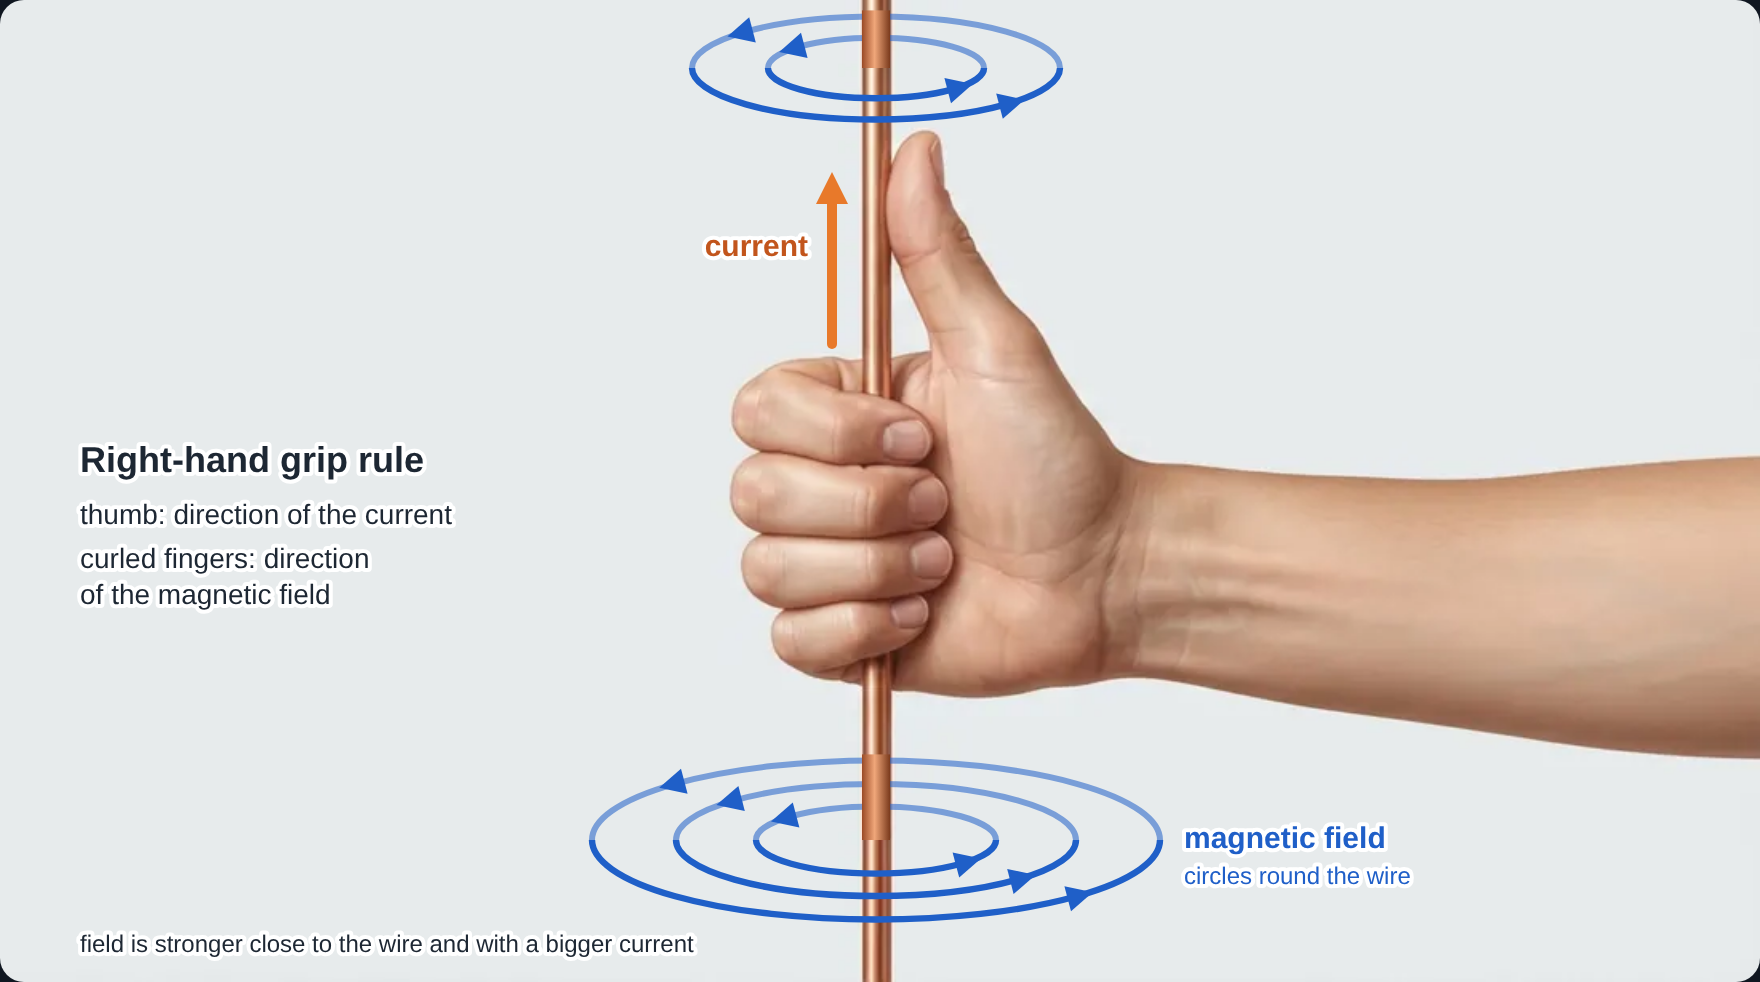 current
Right-hand grip rule
thumb: direction of the current
curled fingers: direction
of the magnetic field
magnetic field
circles round the wire
field is stronger close to the wire and with a bigger current